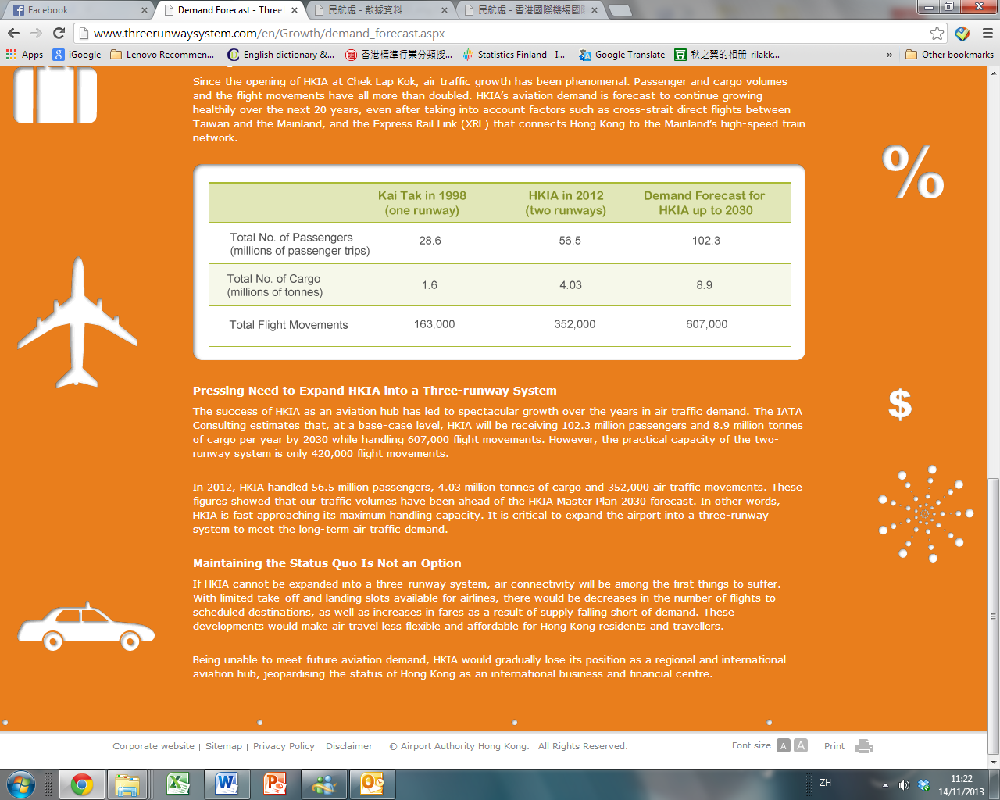 Facebook
Demand Forecast - Three
民航處 - 數據資料
民航處 - 香港國際機場國際
www.threerunwaysystem.com/en/Growth/demand_forecast.aspx
Apps
iGoogle
Lenovo Recommen...
English dictionary &...
香港標準行業分類搜...
Statistics Finland - I...
Google Translate
秋之翼的相册-rilakk...
»
Other bookmarks
Since the opening of HKIA at Chek Lap Kok, air traffic growth has been phenomenal. Passenger and cargo volumes
and the flight movements have all more than doubled. HKIA's aviation demand is forecast to continue growing
healthily over the next 20 years, even after taking into account factors such as cross-strait direct flights between
Taiwan and the Mainland, and the Express Rail Link (XRL) that connects Hong Kong to the Mainland's high-speed train
network.
%
Kai Tak in 1998
(one runway)
HKIA in 2012
(two runways)
Demand Forecast for
HKIA up to 2030
Total No. of Passengers
(millions of passenger trips)
28.6
56.5
102.3
Total No. of Cargo
(millions of tonnes)
1.6
4.03
8.9
Total Flight Movements
163,000
352,000
607,000
Pressing Need to Expand HKIA into a Three-runway System
$
The success of HKIA as an aviation hub has led to spectacular growth over the years in air traffic demand. The IATA
Consulting estimates that, at a base-case level, HKIA will be receiving 102.3 million passengers and 8.9 million tonnes
of cargo per year by 2030 while handling 607,000 flight movements. However, the practical capacity of the two-
runway system is only 420,000 flight movements.
In 2012, HKIA handled 56.5 million passengers, 4.03 million tonnes of cargo and 352,000 air traffic movements. These
figures showed that our traffic volumes have been ahead of the HKIA Master Plan 2030 forecast. In other words,
HKIA is fast approaching its maximum handling capacity. It is critical to expand the airport into a three-runway
system to meet the long-term air traffic demand.
Maintaining the Status Quo Is Not an Option
If HKIA cannot be expanded into a three-runway system, air connectivity will be among the first things to suffer.
With limited take-off and landing slots available for airlines, there would be decreases in the number of flights to
scheduled destinations, as well as increases in fares as a result of supply falling short of demand. These
developments would make air travel less flexible and affordable for Hong Kong residents and travellers.
Being unable to meet future aviation demand, HKIA would gradually lose its position as a regional and international
aviation hub, jeopardising the status of Hong Kong as an international business and financial centre.
Corporate website | Sitemap | Privacy Policy | Disclaimer © Airport Authority Hong Kong. All Rights Reserved.
Font size A A Print
ZH
11:22
14/11/2013